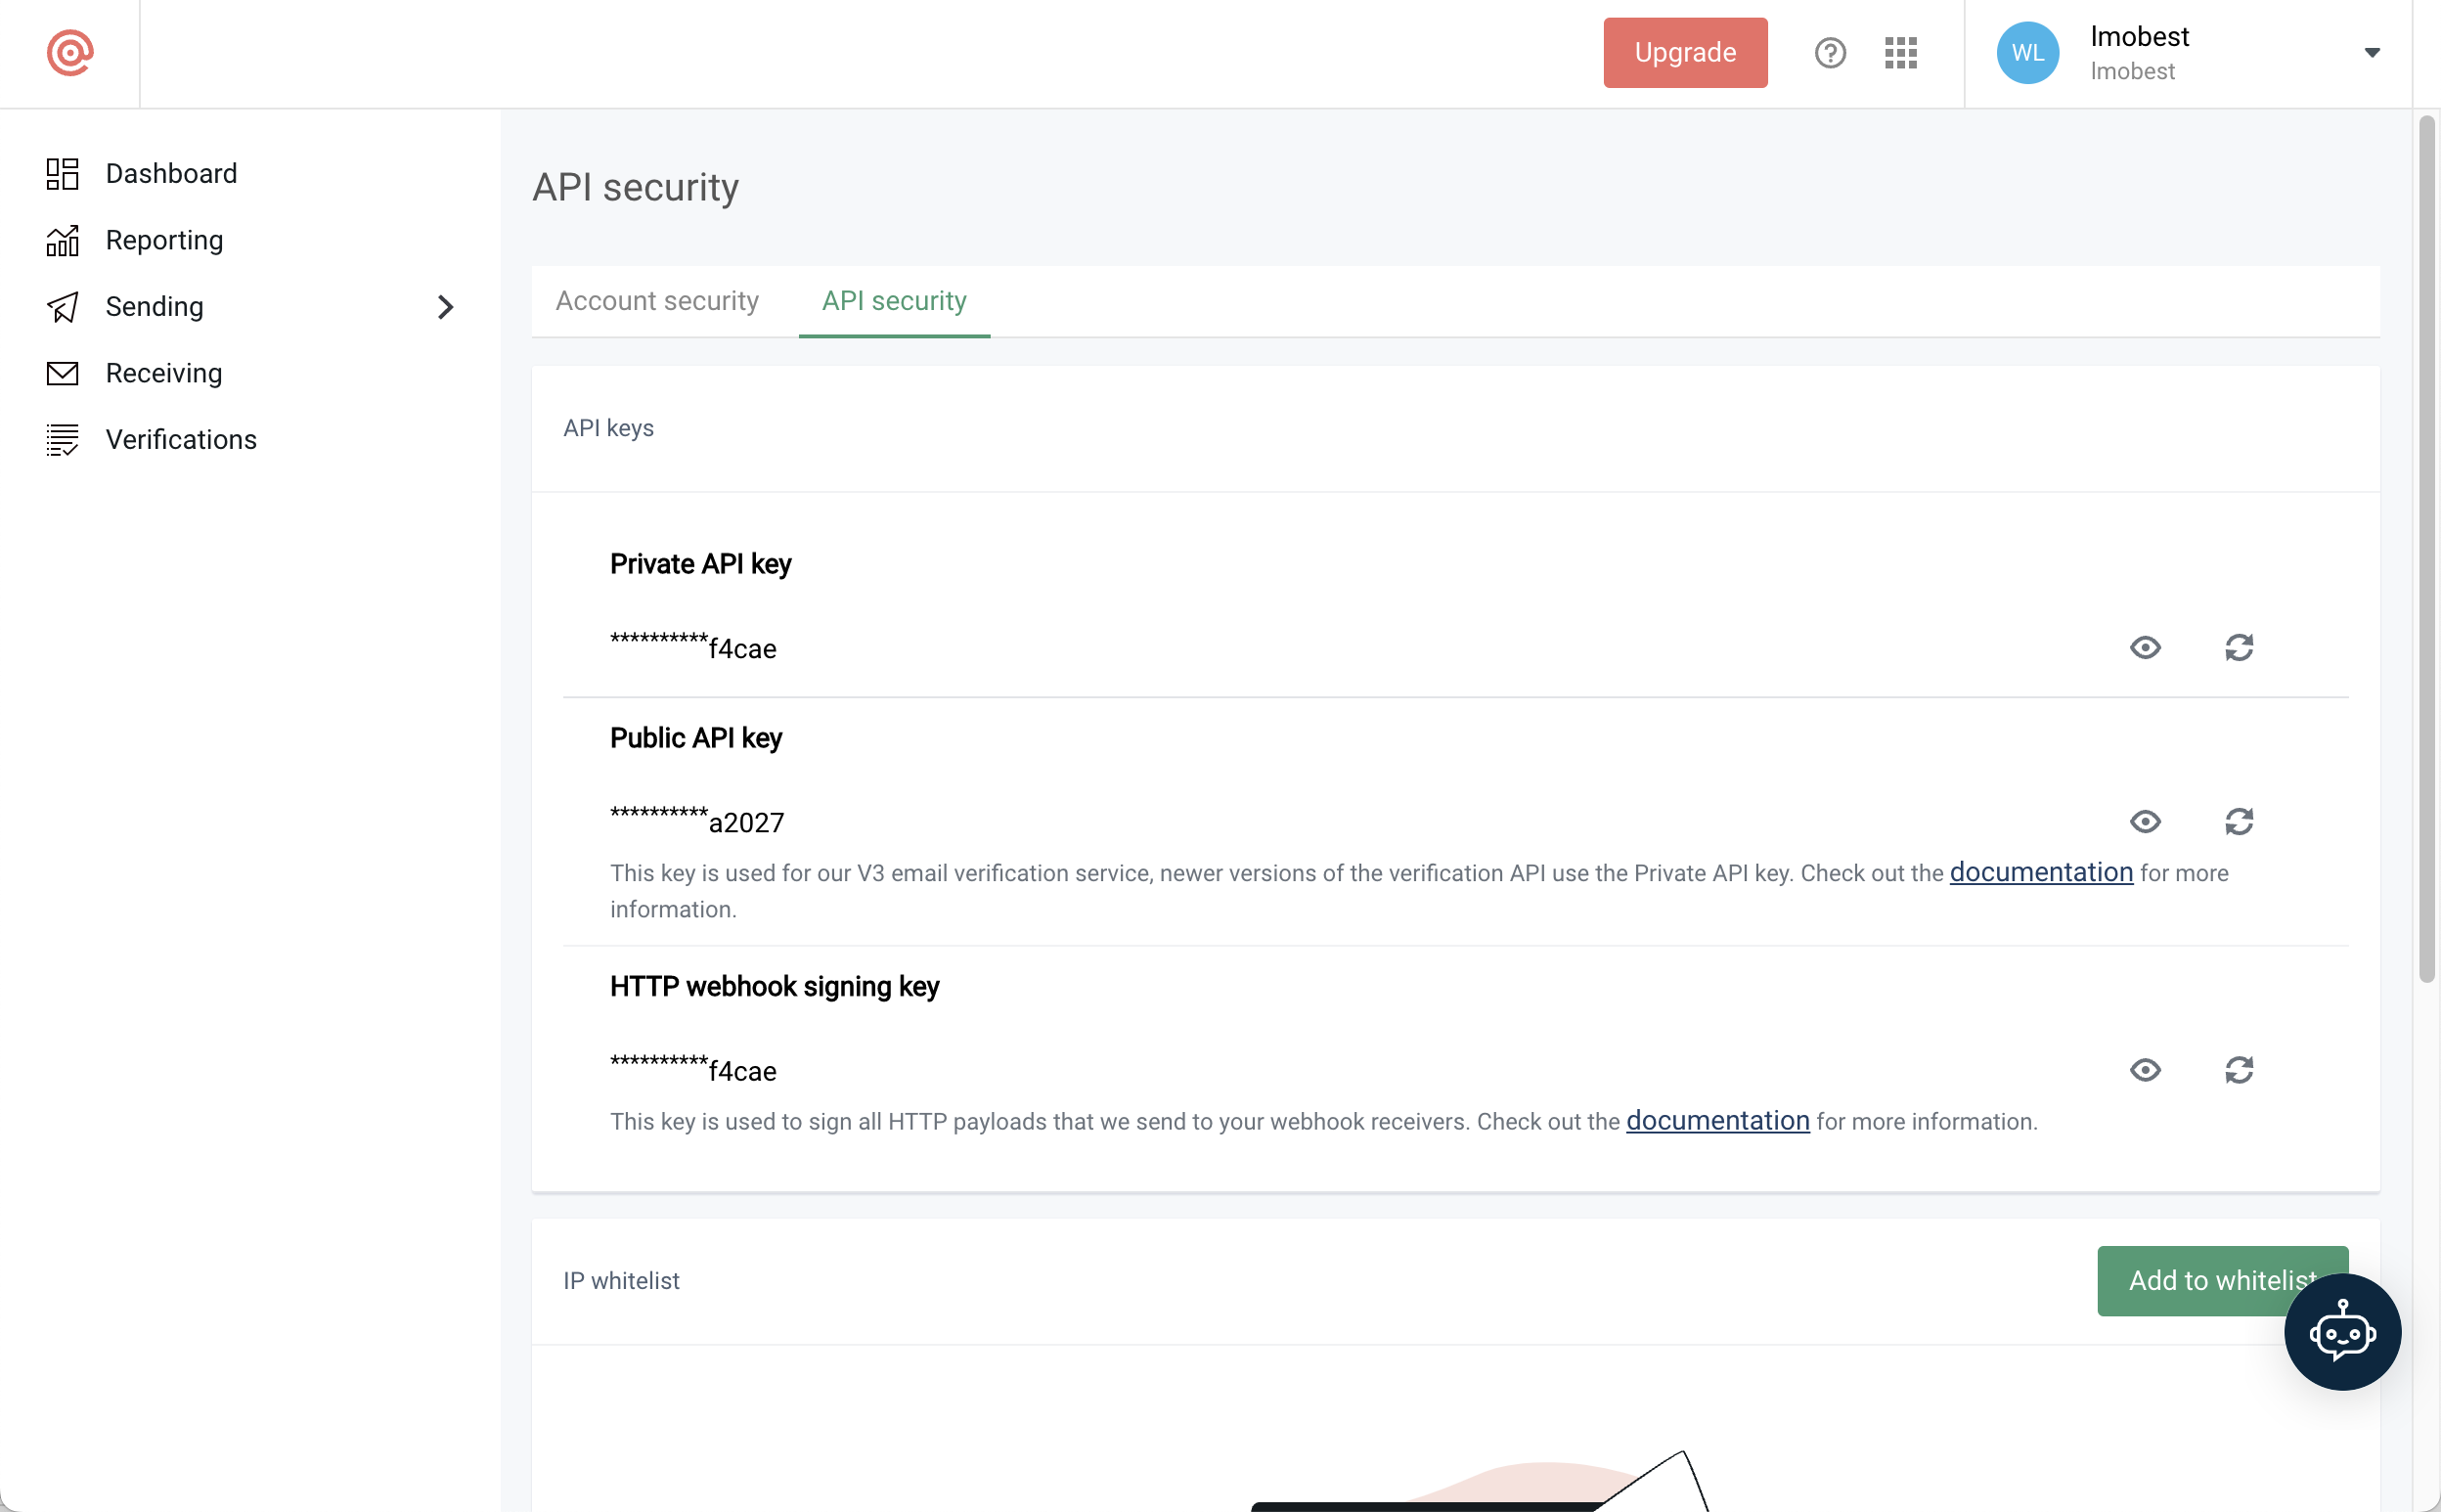 Upgrade
WL
Imobest
Imobest
Dashboard
Reporting
Sending
Receiving
Verifications
API security
Account security
API security
API keys
Private API key
**********f4cae
Public API key
**********a2027
This key is used for our V3 email verification service, newer versions of the verification API use the Private API key. Check out the documentation for more
information.
HTTP webhook signing key
**********f4cae
This key is used to sign all HTTP payloads that we send to your webhook receivers. Check out the documentation for more information.
IP whitelist
Add to whitelist